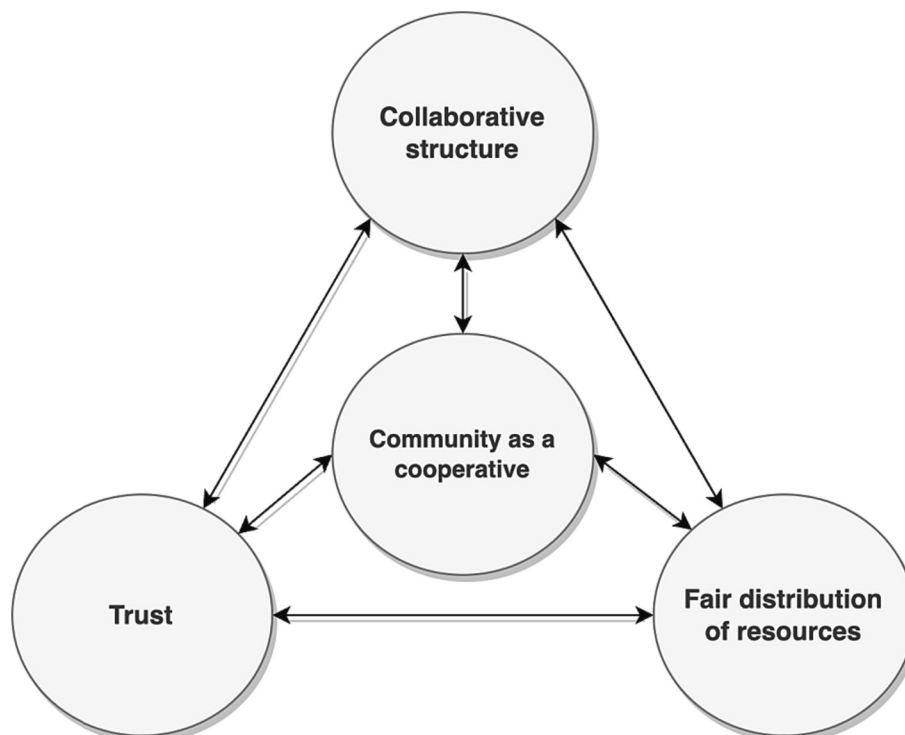 Collaborative
structure
Community as a
cooperative
Trust
Fair distribution
of resources